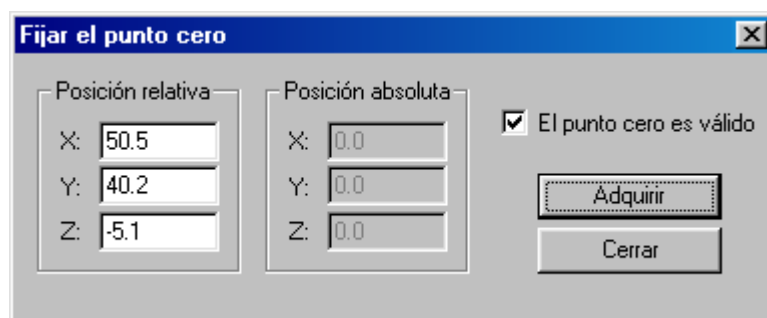 Fijar el punto cero
Posición relativa
X: 50.5
Y: 40.2
Z: -5.1
Posición absoluta
X: 0.0
Y: 0.0
Z: 0.0
El punto cero es válido
Adquirir
Cerrar